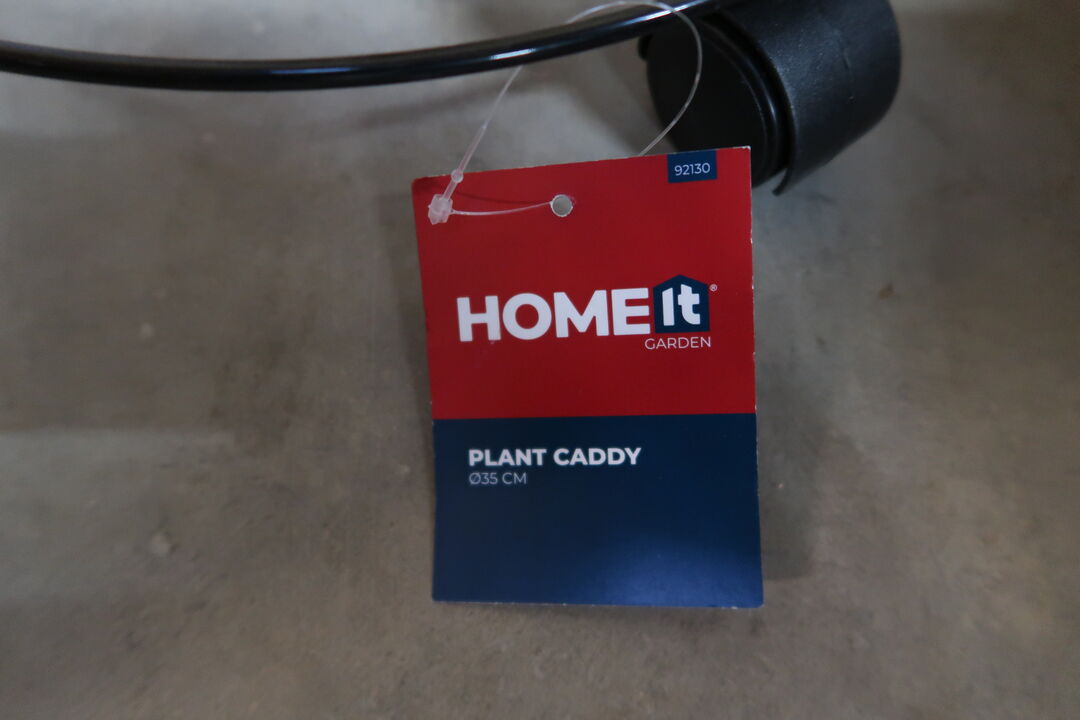 92130
HOME It®
GARDEN
PLANT CADDY
Ø35 CM